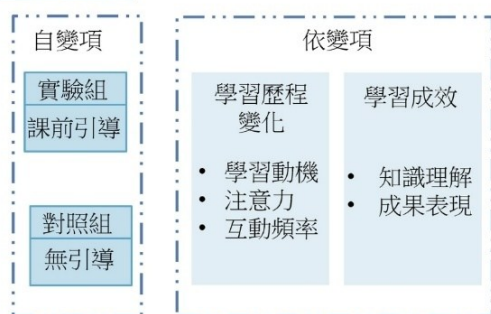 自變項
實驗組
課前引導
對照組
無引導
依變項
學習歷程
變化
• 學習動機
• 注意力
• 互動頻率
學習成效
• 知識理解
• 成果表現